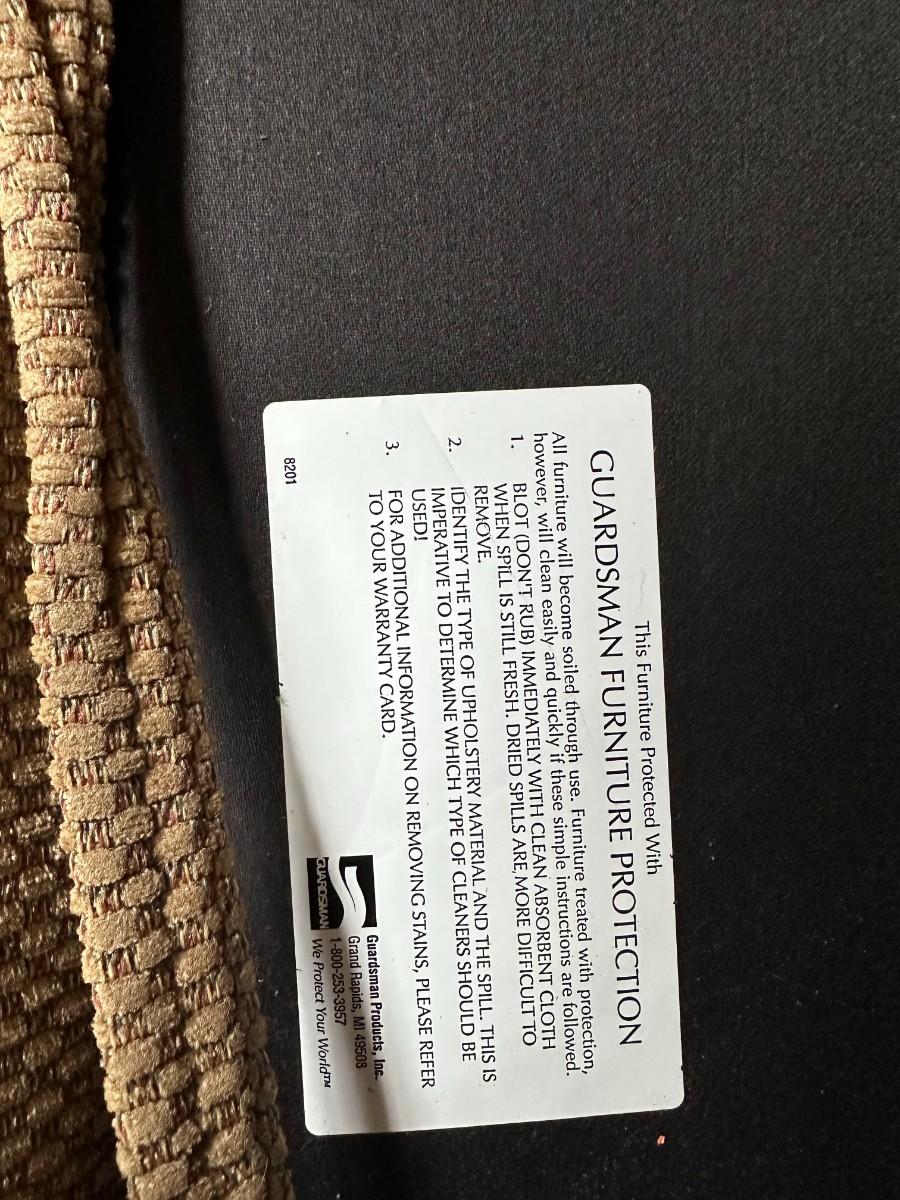 This Furniture Protected With
GUARDSMAN FURNITURE PROTECTION
All furniture will become soiled through use. Furniture treated with protection,
however, will clean easily and quickly if these simple instructions are followed.
1. BLOT (DON'T RUB) IMMEDIATELY WITH CLEAN ABSORBENT CLOTH
WHEN SPILL IS STILL FRESH. DRIED SPILLS ARE MORE DIFFICULT TO
REMOVE.
2. IDENTIFY THE TYPE OF UPHOLSTERY MATERIAL AND THE SPILL. THIS IS
IMPERATIVE TO DETERMINE WHICH TYPE OF CLEANERS SHOULD BE
USED!
3. FOR ADDITIONAL INFORMATION ON REMOVING STAINS, PLEASE REFER
TO YOUR WARRANTY CARD.
GUARDSMAN
Guardsman Products, Inc.
Grand Rapids, MI 49508
1-800-253-3957
We Protect Your World™
8201